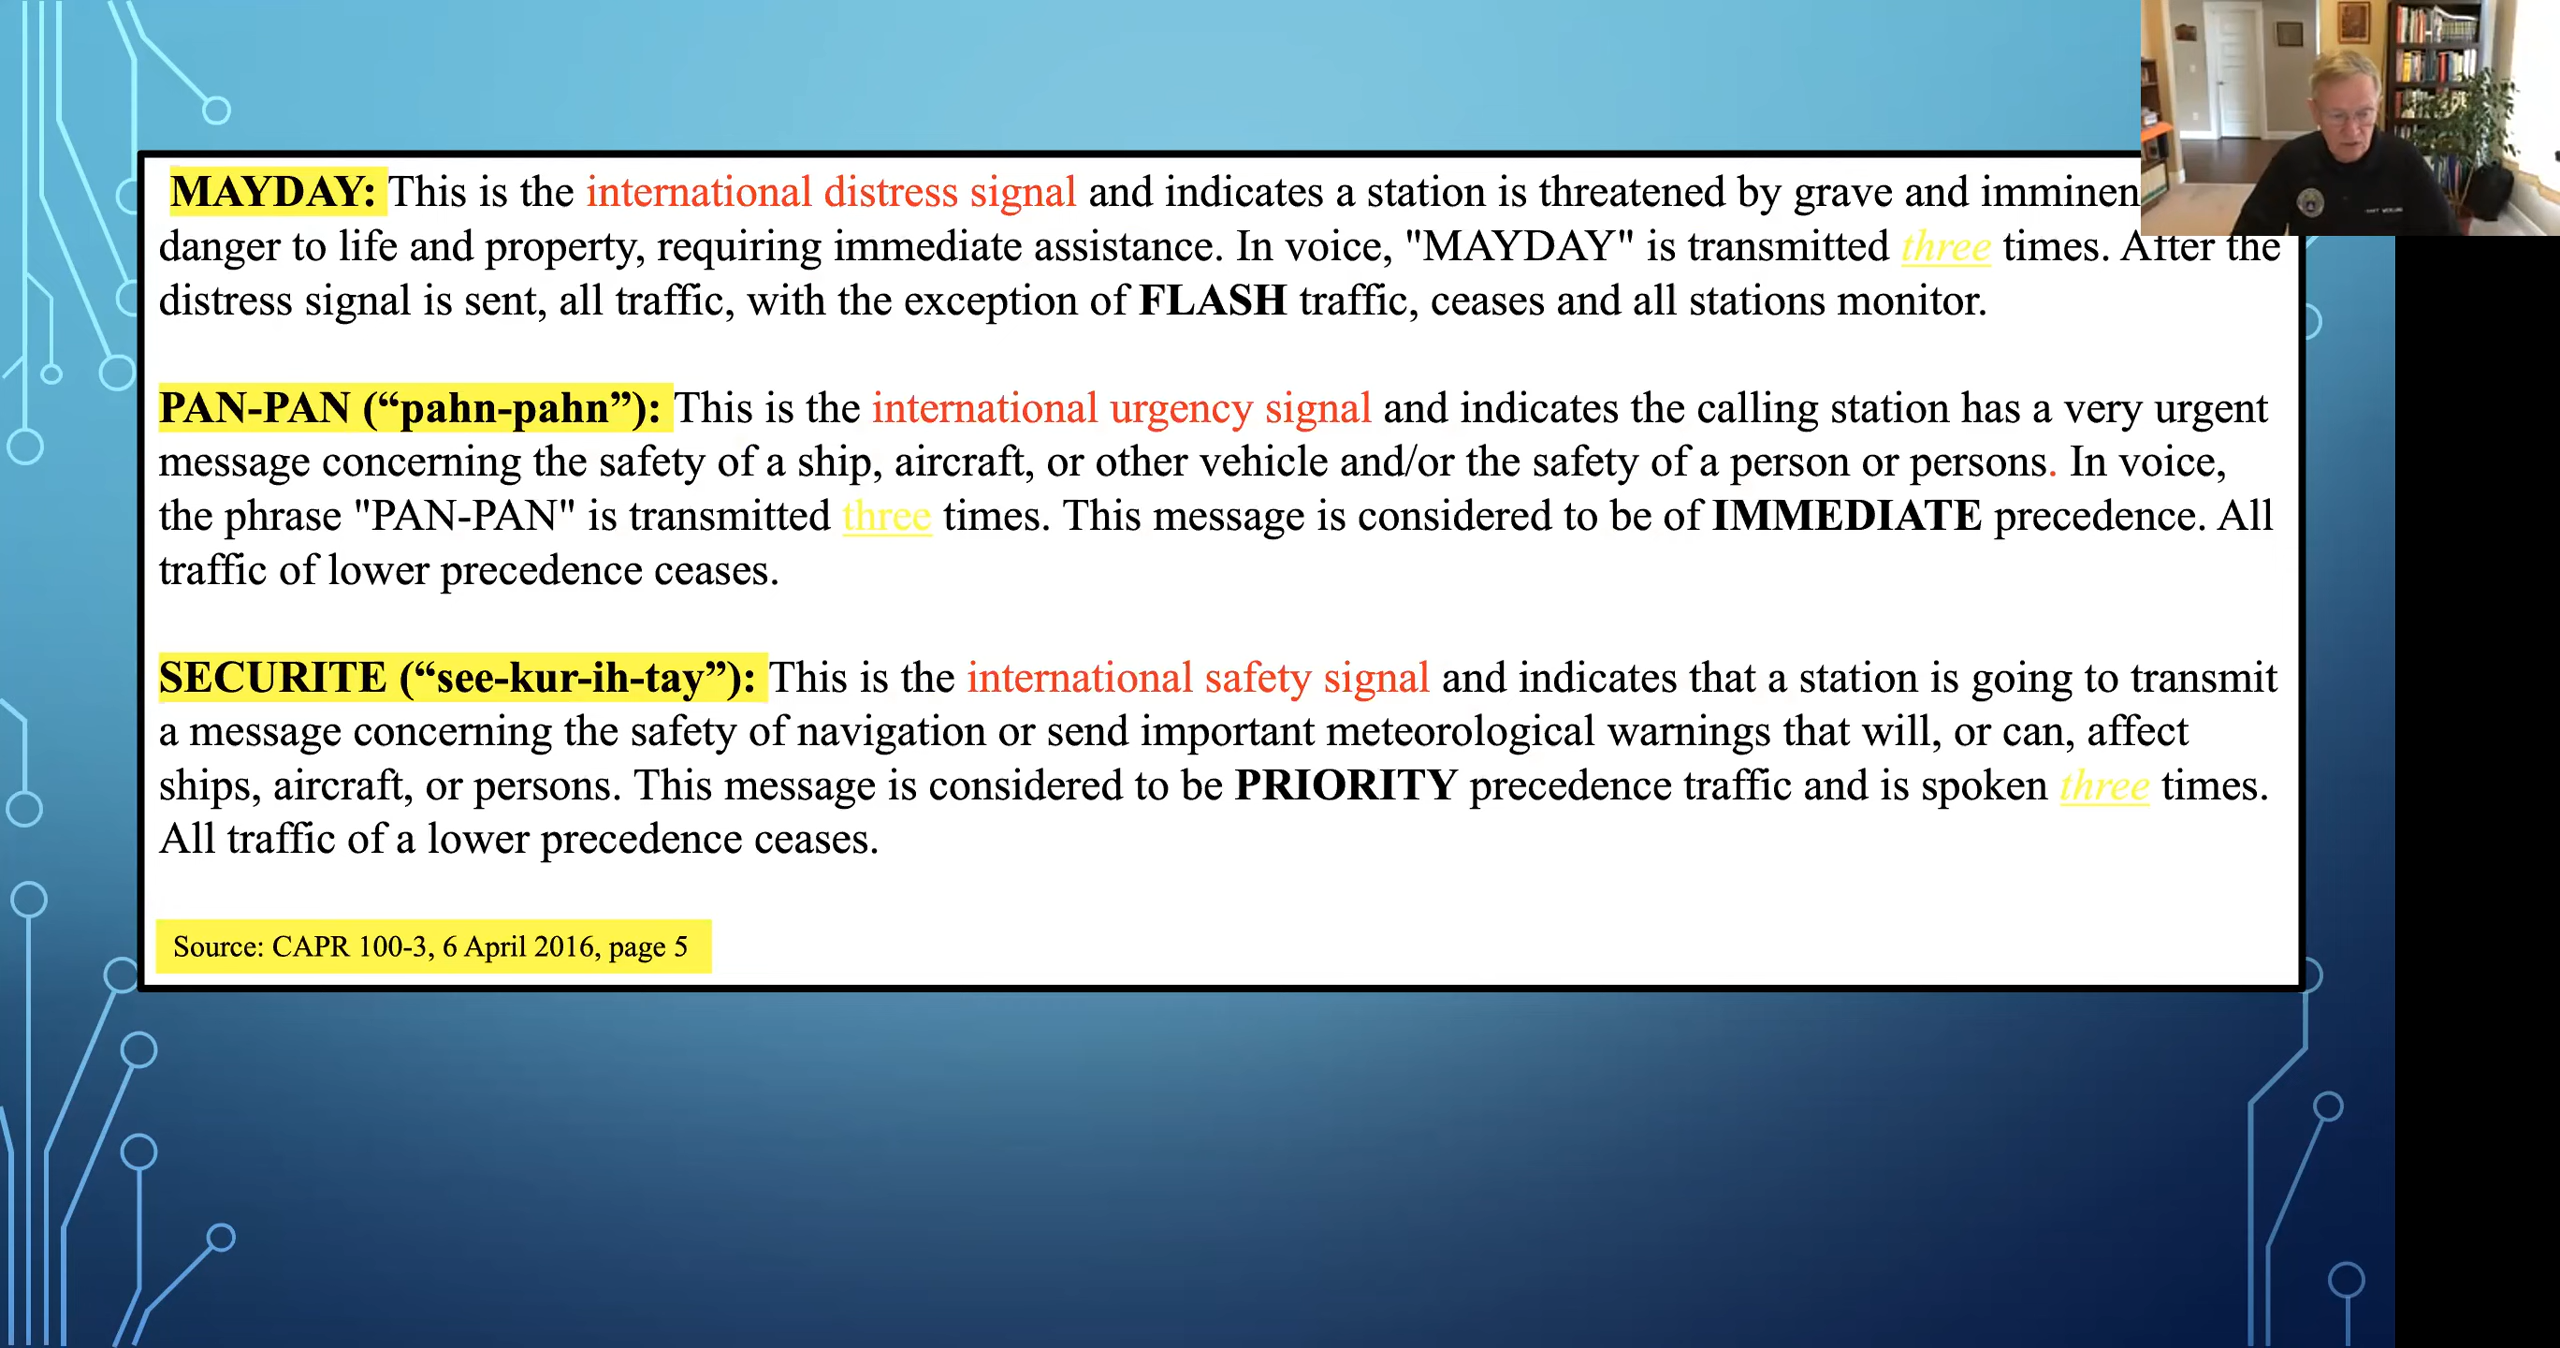 MAYDAY: This is the international distress signal and indicates a station is threatened by grave and imminen
danger to life and property, requiring immediate assistance. In voice, "MAYDAY" is transmitted three times. After the
distress signal is sent, all traffic, with the exception of FLASH traffic, ceases and all stations monitor.
PAN-PAN (“pahn-pahn”): This is the international urgency signal and indicates the calling station has a very urgent
message concerning the safety of a ship, aircraft, or other vehicle and/or the safety of a person or persons. In voice,
the phrase "PAN-PAN" is transmitted three times. This message is considered to be of IMMEDIATE precedence. All
traffic of lower precedence ceases.
SECURITE (“see-kur-ih-tay”): This is the international safety signal and indicates that a station is going to transmit
a message concerning the safety of navigation or send important meteorological warnings that will, or can, affect
ships, aircraft, or persons. This message is considered to be PRIORITY precedence traffic and is spoken three times.
All traffic of a lower precedence ceases.
Source: CAPR 100-3, 6 April 2016, page 5